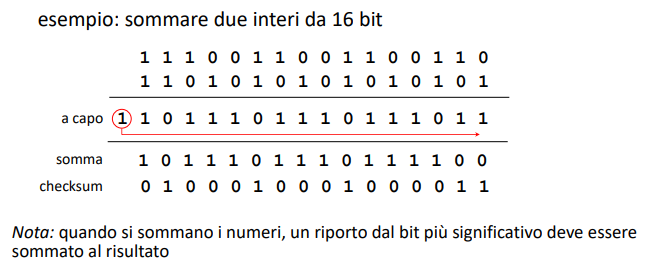 esempio: sommare due interi da 16 bit
1 1 1 0 0 1 1 0 0 1 1 0 0 1 1 0
1 1 0 1 0 1 0 1 0 1 0 1 0 1 0 1
a capo 1 1 0 1 1 1 0 1 1 1 0 1 1 1 0 1 1
somma 1 0 1 1 1 0 1 1 1 0 1 1 1 1 0 0
checksum 0 1 0 0 0 1 0 0 0 1 0 0 0 0 1 1
Nota: quando si sommano i numeri, un riporto dal bit più significativo deve essere
sommato al risultato